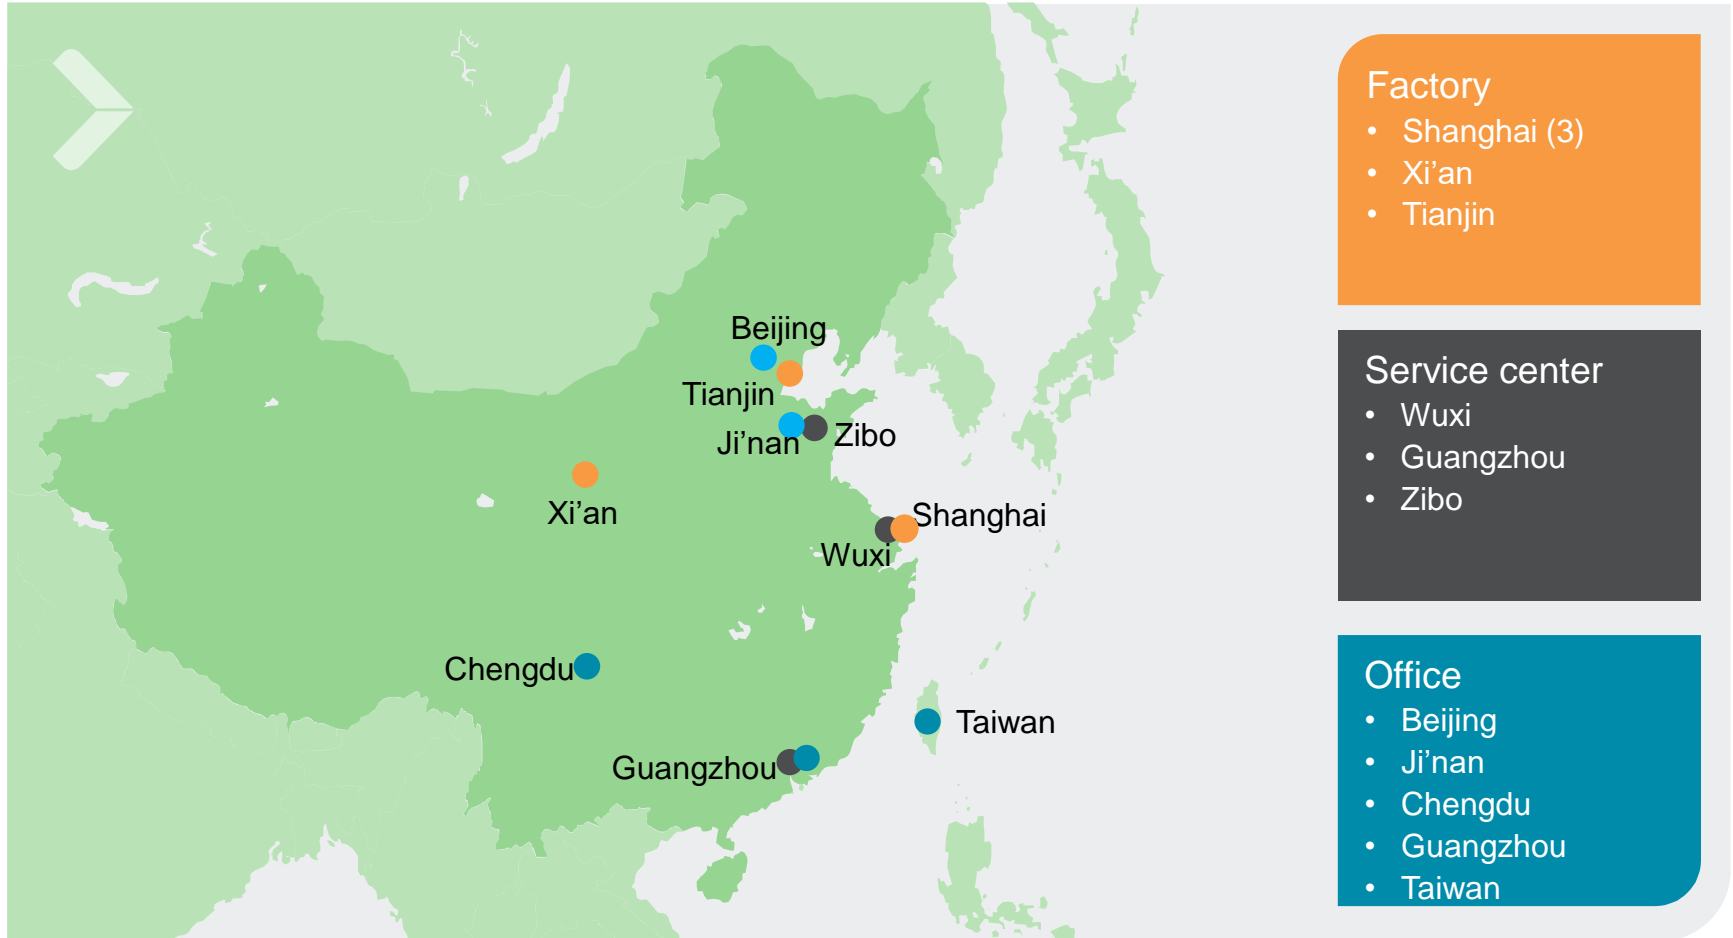 Beijing
Tianjin
Ji’nan
Zibo
Xi’an
Shanghai
Wuxi
Chengdu
Taiwan
Guangzhou
Factory
• Shanghai (3)
• Xi’an
• Tianjin
Service center
• Wuxi
• Guangzhou
• Zibo
Office
• Beijing
• Ji’nan
• Chengdu
• Guangzhou
• Taiwan